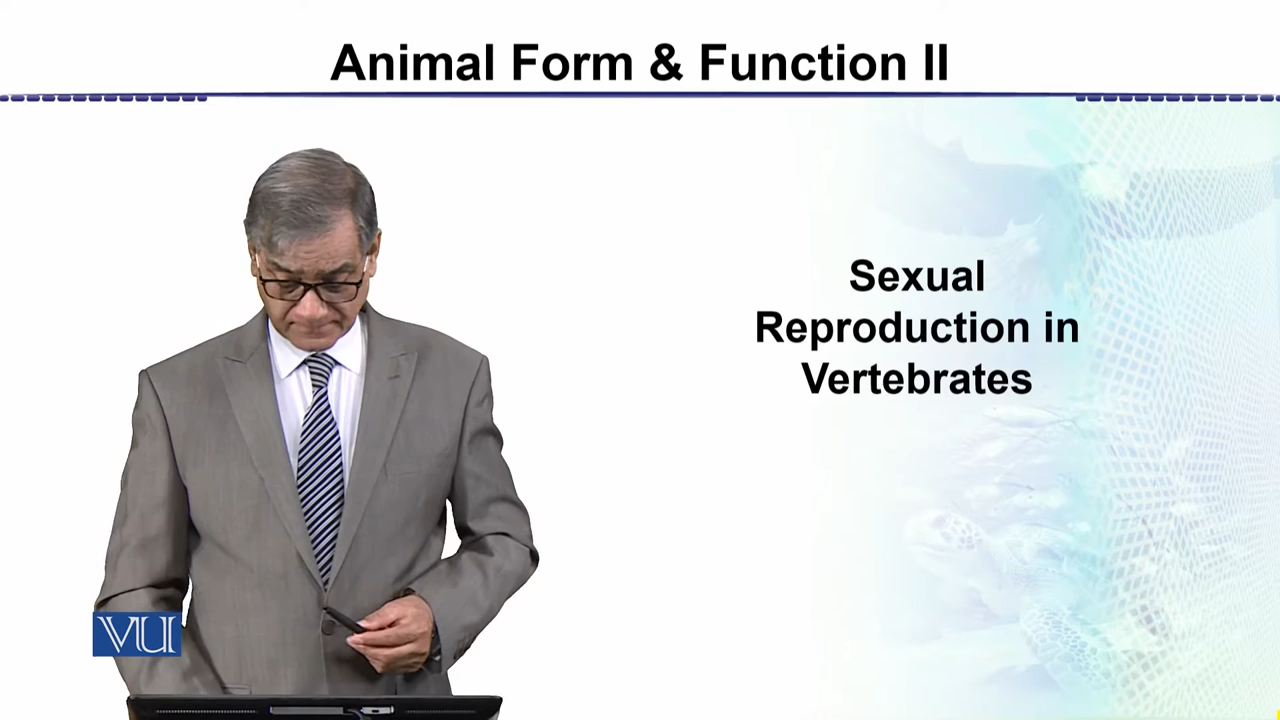 Animal Form & Function II
Sexual
Reproduction in
Vertebrates
VU